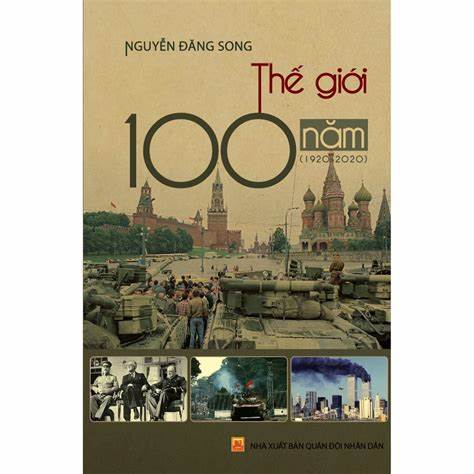 NGUYỄN ĐĂNG SONG
Thế giới
100 năm
(1920-2020)
NHÀ XUẤT BẢN QUÂN ĐỘI NHÂN DÂN